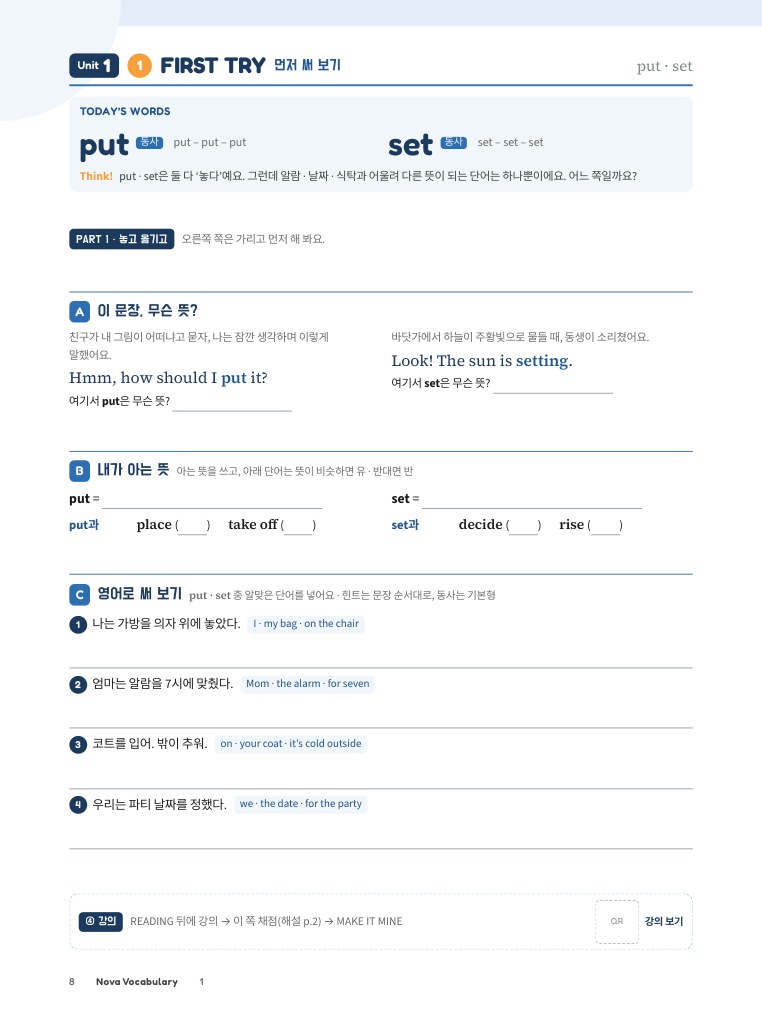 Unit 1 1 FIRST TRY 먼저 써 보기 put · set
TODAY'S WORDS
put 동사 put – put – put set 동사 set – set – set
Think! put · set은 둘 다 ‘놓다’예요. 그런데 알람 · 날짜 · 식탁과 어울려 다른 뜻이 되는 단어는 하나뿐이에요. 어느 쪽일까요?
PART 1 · 놓고 옮기고 오른쪽 쪽은 가리고 먼저 해 봐요.
A 이 문장, 무슨 뜻?
친구가 내 그림이 어떠냐고 묻자, 나는 잠깐 생각하며 이렇게
말했어요.
Hmm, how should I put it?
여기서 put은 무슨 뜻?
바닷가에서 하늘이 주황빛으로 물들 때, 동생이 소리쳤어요.
Look! The sun is setting.
여기서 set은 무슨 뜻?
B 내가 아는 뜻 아는 뜻을 쓰고, 아래 단어는 뜻이 비슷하면 유 · 반대면 반
put = set =
put과 place ( ) take off ( ) set과 decide ( ) rise ( )
C 영어로 써 보기 put · set 중 알맞은 단어를 넣어요 · 힌트는 문장 순서대로, 동사는 기본형
1 나는 가방을 의자 위에 놓았다. I · my bag · on the chair
2 엄마는 알람을 7시에 맞췄다. Mom · the alarm · for seven
3 코트를 입어. 밖이 추워. on · your coat · it's cold outside
4 우리는 파티 날짜를 정했다. we · the date · for the party
④ 강의 READING 뒤에 강의 → 이 쪽 채점(해설 p.2) → MAKE IT MINE QR 강의 보기
8 Nova Vocabulary 1